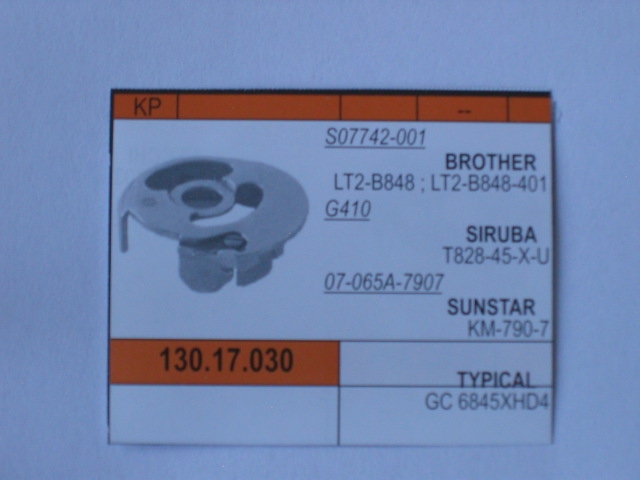 KP --
S07742-001
BROTHER
LT2-B848 ; LT2-B848-401
G410
SIRUBA
T828-45-X-U
07-065A-7907
SUNSTAR
KM-790-7
130.17.030
TYPICAL
GC 6845XHD4